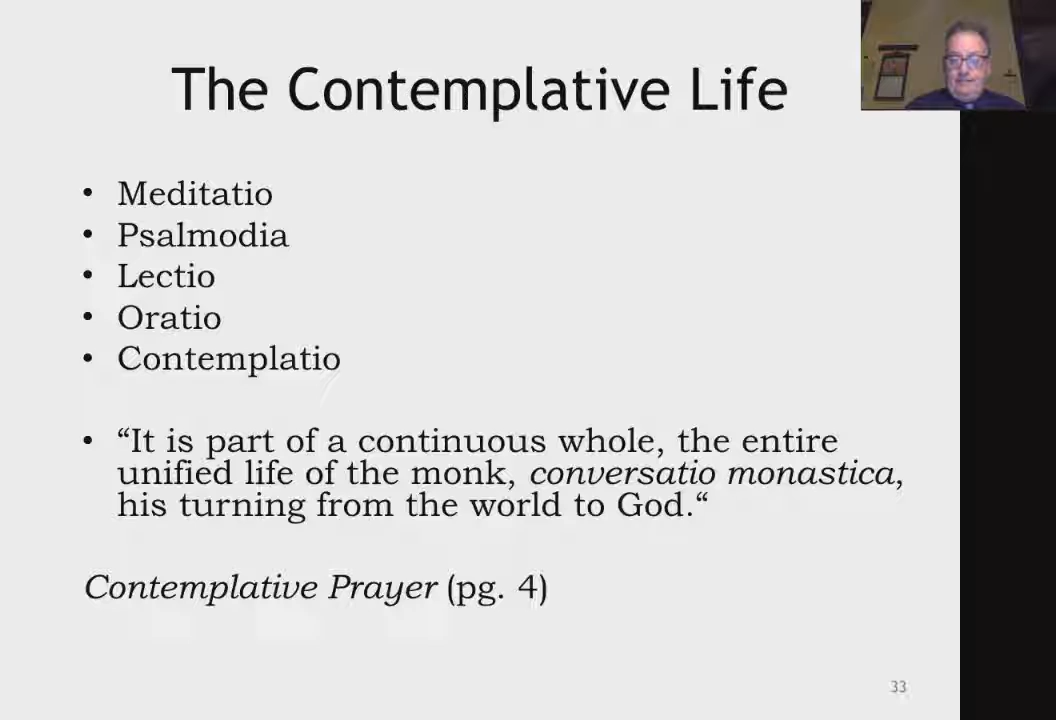 The Contemplative Life
• Meditatio
• Psalmodia
• Lectio
• Oratio
• Contemplatio
• “It is part of a continuous whole, the entire
unified life of the monk, conversatio monastica,
his turning from the world to God.“
Contemplative Prayer (pg. 4)
33